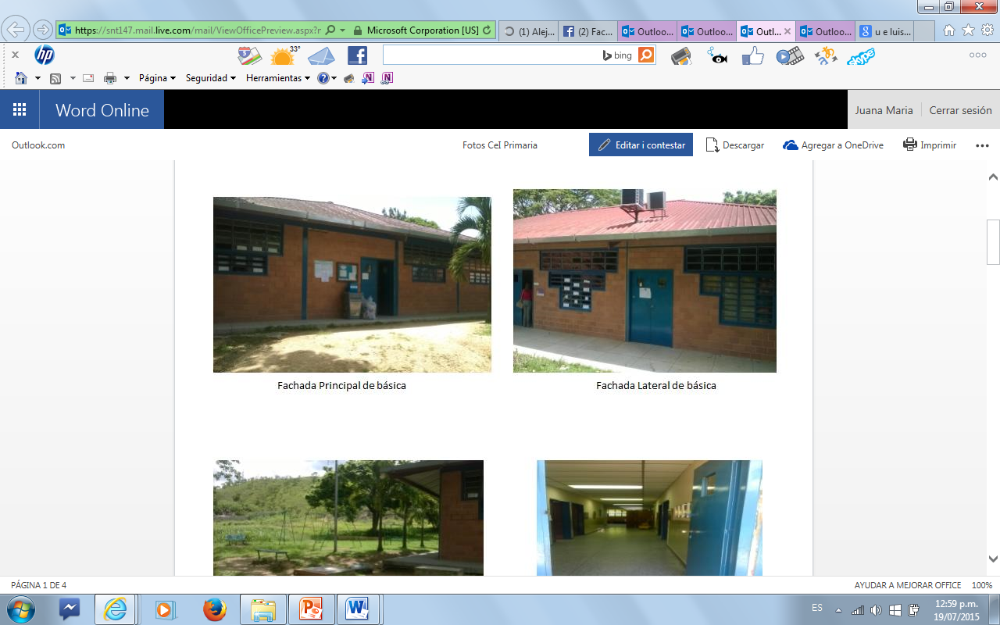 https://snt147.mail.live.com/mail/ViewOfficePreview.aspx?r
Microsoft Corporation [US]
(1) Alej...
(2) Fac...
Outloo...
Outloo...
Outl...
Outloo...
u e luis...
hp
5
33°
bing
skype
Página
Seguridad
Herramientas
Word Online
Juana Maria
Cerrar sesión
Outlook.com
Fotos CeI Primaria
Editar i contestar
Descargar
Agregar a OneDrive
Imprimir
Fachada Principal de básica
Fachada Lateral de básica
PÁGINA 1 DE 4
AYUDAR A MEJORAR OFFICE
100%
ES
12:59 p.m.
19/07/2015